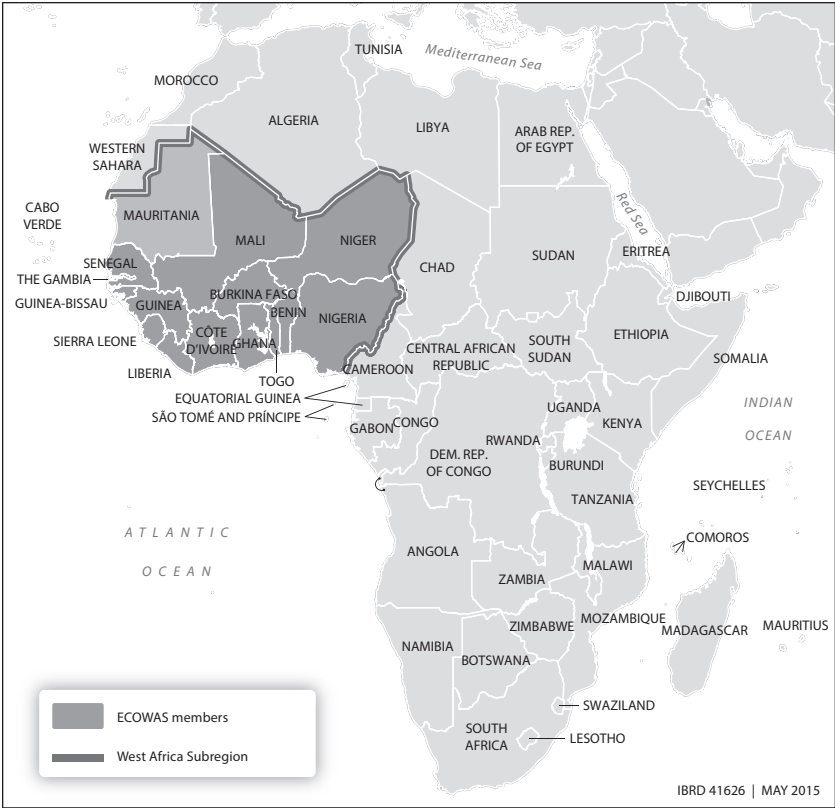 TUNISIA
Mediterranean Sea
MOROCCO
ALGERIA
LIBYA
ARAB REP.
OF EGYPT
WESTERN
SAHARA
CABO
VERDE
MAURITANIA
MALI
NIGER
Red Sea
SENEGAL
THE GAMBIA
GUINEA-BISSAU
GUINEA
BURKINA FASO
BENIN
NIGERIA
CHAD
SUDAN
ERITREA
DJIBOUTI
SIERRA LEONE
CÔTE
D'IVOIRE
GHANA
LIBERIA
TOGO
CAMEROON
CENTRAL AFRICAN
REPUBLIC
SOUTH
SUDAN
ETHIOPIA
SOMALIA
EQUATORIAL GUINEA
SÃO TOMÉ AND PRÍNCIPE
GABON
CONGO
DEM. REP.
OF CONGO
UGANDA
KENYA
RWANDA
BURUNDI
TANZANIA
INDIAN
OCEAN
SEYCHELLES
COMOROS
ATLANTIC
OCEAN
ANGOLA
ZAMBIA
MALAWI
MOZAMBIQUE
ZIMBABWE
MADAGASCAR
MAURITIUS
NAMIBIA
BOTSWANA
SWAZILAND
SOUTH
AFRICA
LESOTHO
ECOWAS members
West Africa Subregion
IBRD 41626 | MAY 2015